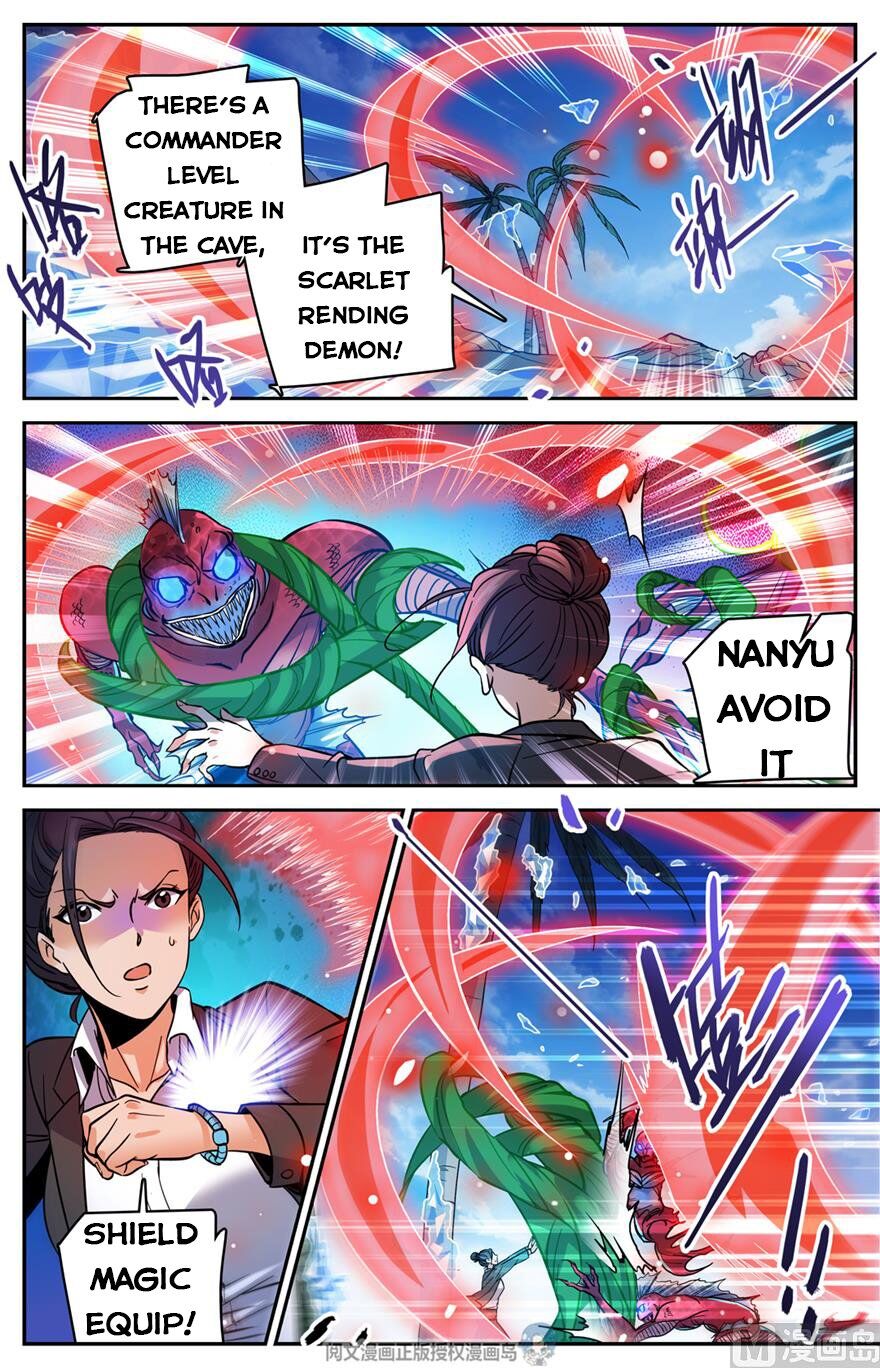 THERE'S A
COMMANDER
LEVEL
CREATURE IN
THE CAVE,
IT'S THE
SCARLET
RENDING
DEMON!
NANYU
AVOID
IT
SHIELD
MAGIC
EQUIP!
阅文漫画正版授权漫画岛
M 漫画岛